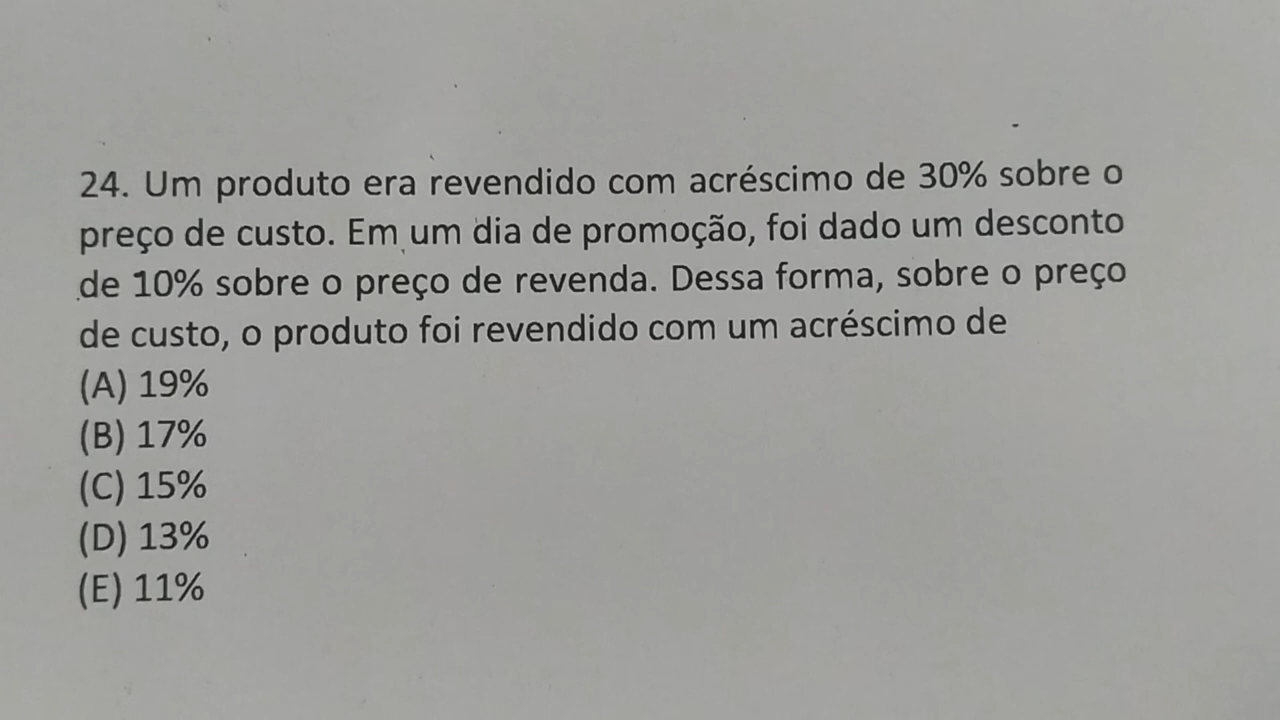 24. Um produto era revendido com acréscimo de 30% sobre o
preço de custo. Em um dia de promoção, foi dado um desconto
de 10% sobre o preço de revenda. Dessa forma, sobre o preço
de custo, o produto foi revendido com um acréscimo de
(A) 19%
(B) 17%
(C) 15%
(D) 13%
(E) 11%